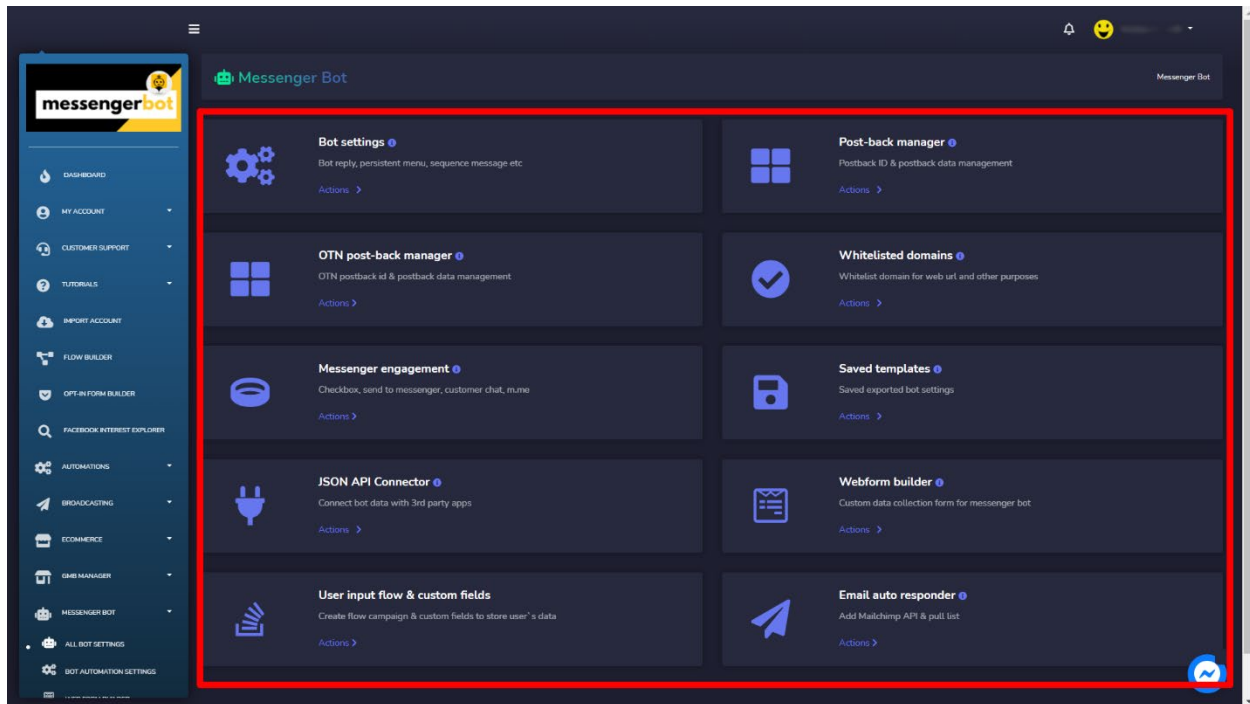 Messenger Bot
Messenger Bot
messengerbot
DASHBOARD
MY ACCOUNT
CUSTOMER SUPPORT
TUTORIALS
IMPORT ACCOUNT
FLOW BUILDER
OPT-IN FORM BUILDER
FACEBOOK INTEREST EXPLORER
AUTOMATIONS
BROADCASTING
ECOMMERCE
GMB MANAGER
MESSENGER BOT
ALL BOT SETTINGS
BOT AUTOMATION SETTINGS
Bot settings
Bot reply, persistent menu, sequence message etc
Actions >
Post-back manager
Postback ID & postback data management
Actions >
OTN post-back manager
OTN postback id & postback data management
Actions >
Whitelisted domains
Whitelist domain for web url and other purposes
Actions >
Messenger engagement
Checkbox, send to messenger, customer chat, m.me
Actions >
Saved templates
Saved exported bot settings
Actions >
JSON API Connector
Connect bot data with 3rd party apps
Actions >
Webform builder
Custom data collection form for messenger bot
Actions >
User input flow & custom fields
Create flow campaign & custom fields to store user`s data
Actions >
Email auto responder
Add Mailchimp API & pull list
Actions >